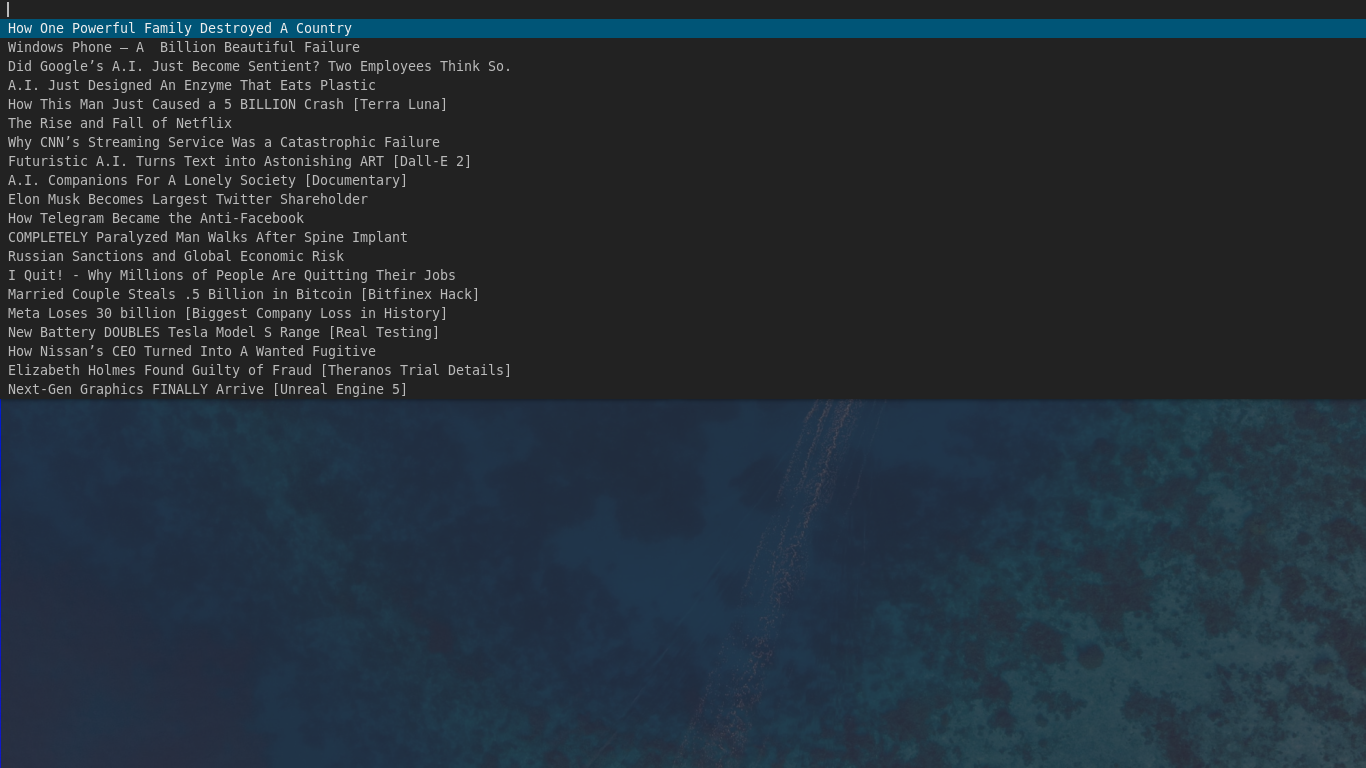 How One Powerful Family Destroyed A Country
Windows Phone – A  Billion Beautiful Failure
Did Google’s A.I. Just Become Sentient? Two Employees Think So.
A.I. Just Designed An Enzyme That Eats Plastic
How This Man Just Caused a 5 BILLION Crash [Terra Luna]
The Rise and Fall of Netflix
Why CNN’s Streaming Service Was a Catastrophic Failure
Futuristic A.I. Turns Text into Astonishing ART [Dall-E 2]
A.I. Companions For A Lonely Society [Documentary]
Elon Musk Becomes Largest Twitter Shareholder
How Telegram Became the Anti-Facebook
COMPLETELY Paralyzed Man Walks After Spine Implant
Russian Sanctions and Global Economic Risk
I Quit! - Why Millions of People Are Quitting Their Jobs
Married Couple Steals .5 Billion in Bitcoin [Bitfinex Hack]
Meta Loses 30 billion [Biggest Company Loss in History]
New Battery DOUBLES Tesla Model S Range [Real Testing]
How Nissan’s CEO Turned Into A Wanted Fugitive
Elizabeth Holmes Found Guilty of Fraud [Theranos Trial Details]
Next-Gen Graphics FINALLY Arrive [Unreal Engine 5]